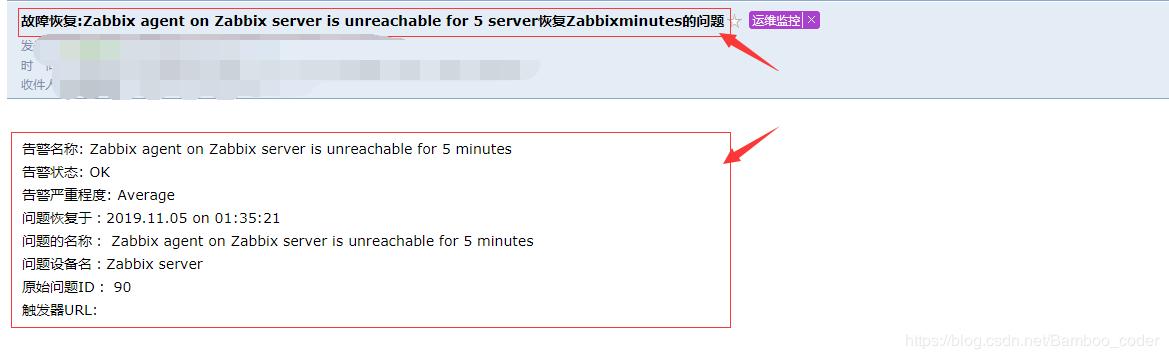 故障恢复:Zabbix agent on Zabbix server is unreachable for 5 server恢复Zabbixminutes的问题 ☆ 运维监控 ×
发
时
收件人
告警名称: Zabbix agent on Zabbix server is unreachable for 5 minutes
告警状态: OK
告警严重程度: Average
问题恢复于：2019.11.05 on 01:35:21
问题的名称： Zabbix agent on Zabbix server is unreachable for 5 minutes
问题设备名：Zabbix server
原始问题ID： 90
触发器URL:
https://blog.csdn.net/Bamboo_coder